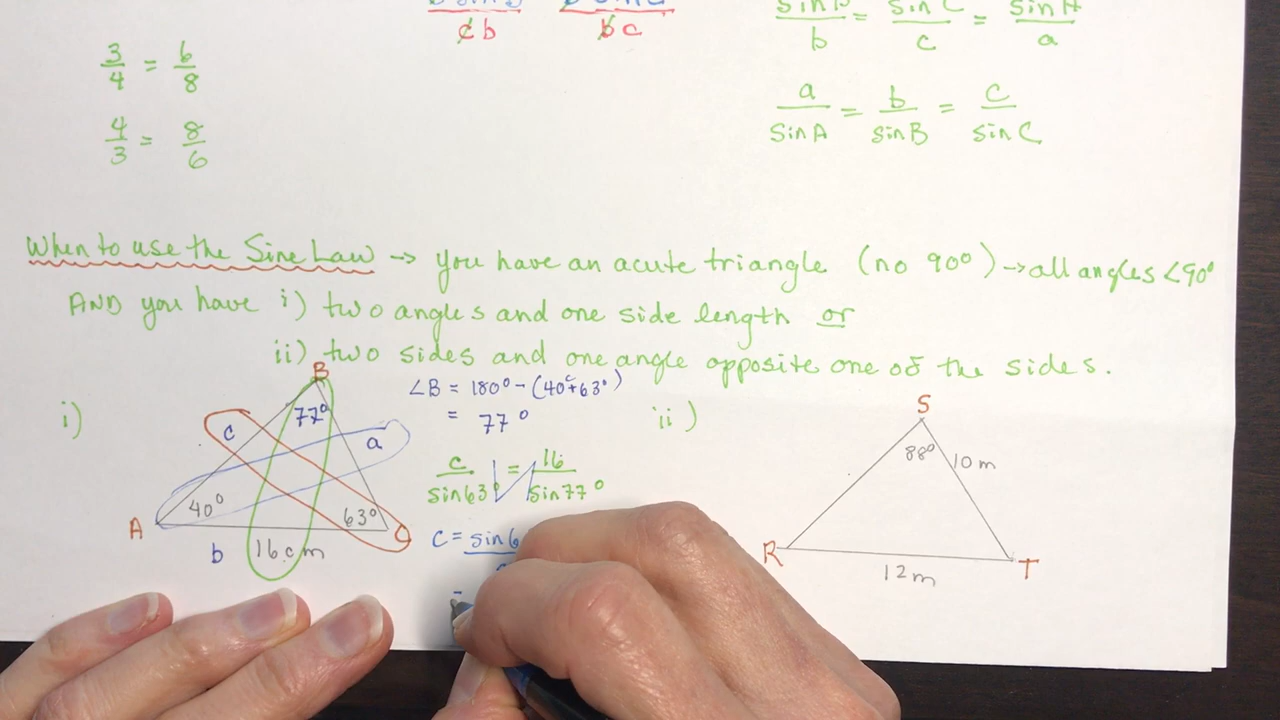 3/4 = 6/8
4/3 = 8/6
¢b b¢
b = c = sin A/a
a/sin A = b/sin B = c/sin C
When to use the Sine Law → you have an acute triangle (no 90°) → all angles <90°
AND you have i) two angles and one side length or
ii) two sides and one angle opposite one of the sides.
i)
B
77°
c
a
40°
63°
A
C
b
16 cm
∠B = 180° - (40° + 63°)
= 77°
c/sin 63° = 16/sin 77°
c = sin 6
=
ii)
S
88°
10 m
R
T
12 m